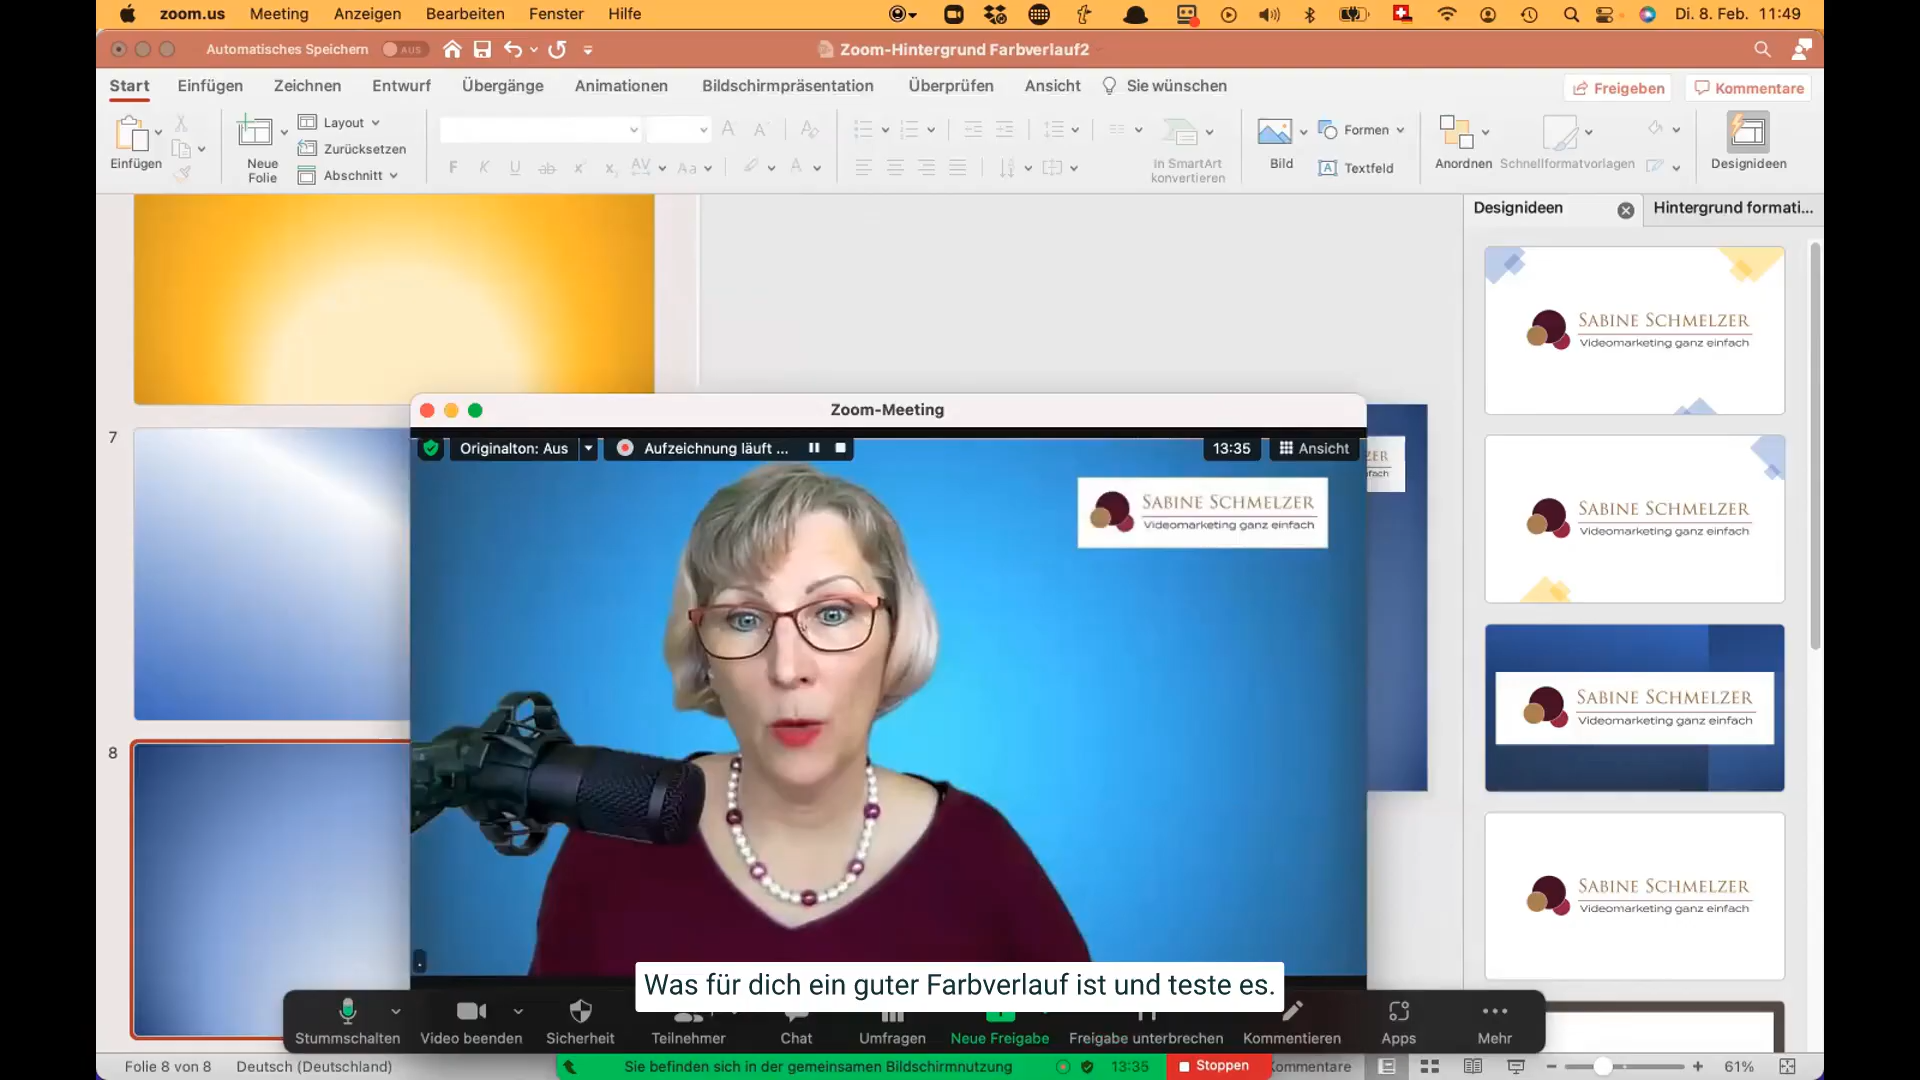 zoom.us Meeting Anzeigen Bearbeiten Fenster Hilfe Di. 8. Feb. 11:49
Automatisches Speichern AUS Zoom-Hintergrund Farbverlauf2
Start Einfügen Zeichnen Entwurf Übergänge Animationen Bildschirmpräsentation Überprüfen Ansicht Sie wünschen Freigeben Kommentare
Einfügen
Neue
Folie
Layout
Zurücksetzen
Abschnitt
In SmartArt
konvertieren
Bild
Formen
Textfeld
Anordnen
Schnellformatvorlagen
Designideen
Designideen Hintergrund formati...
SABINE SCHMELZER
Videomarketing ganz einfach
SABINE SCHMELZER
Videomarketing ganz einfach
SABINE SCHMELZER
Videomarketing ganz einfach
SABINE SCHMELZER
Videomarketing ganz einfach
7
8
Zoom-Meeting
Originalton: Aus Aufzeichnung läuft ... 13:35 Ansicht
SABINE SCHMELZER
Videomarketing ganz einfach
ZER
fach
Was für dich ein guter Farbverlauf ist und teste es.
Stummschalten Video beenden Sicherheit Teilnehmer Chat Umfragen Neue Freigabe Freigabe unterbrechen Kommentieren Apps Mehr
Folie 8 von 8 Deutsch (Deutschland) Sie befinden sich in der gemeinsamen Bildschirmnutzung 13:35 Stoppen ommentare 61%